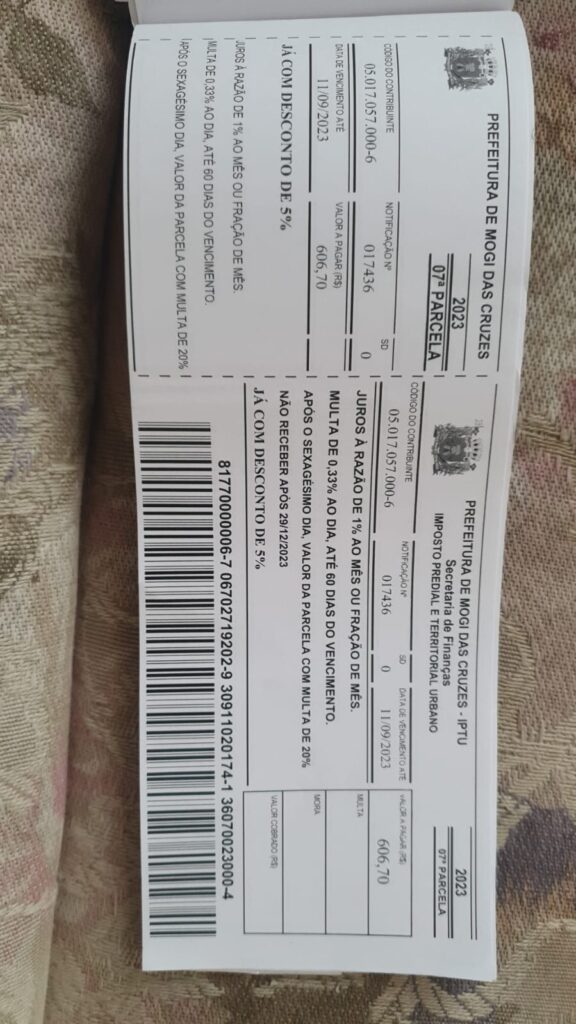 PREFEITURA DE MOGI DAS CRUZES
2023
07ª PARCELA
CÓDIGO DO CONTRIBUINTE NOTIFICAÇÃO Nº SD
05.017.057.000-6 017436 0
DATA DE VENCIMENTO ATÉ VALOR A PAGAR (R$)
11/09/2023 606,70
JÁ COM DESCONTO DE 5%
JUROS À RAZÃO DE 1% AO MÊS OU FRAÇÃO DE MÊS.
MULTA DE 0,33% AO DIA, ATÉ 60 DIAS DO VENCIMENTO.
APÓS O SEXAGÉSIMO DIA, VALOR DA PARCELA COM MULTA DE 20%
PREFEITURA DE MOGI DAS CRUZES - IPTU
Secretaria de Finanças
IMPOSTO PREDIAL E TERRITORIAL URBANO
2023
07ª PARCELA
CÓDIGO DO CONTRIBUINTE NOTIFICAÇÃO Nº SD DATA DE VENCIMENTO ATÉ VALOR A PAGAR (R$)
05.017.057.000-6 017436 0 11/09/2023 606,70
JUROS À RAZÃO DE 1% AO MÊS OU FRAÇÃO DE MÊS.
MULTA DE 0,33% AO DIA, ATÉ 60 DIAS DO VENCIMENTO.
APÓS O SEXAGÉSIMO DIA, VALOR DA PARCELA COM MULTA DE 20%
NÃO RECEBER APÓS 29/12/2023
JÁ COM DESCONTO DE 5%
MULTA
MORA
VALOR COBRADO (R$)
81770000006-7 06702719202-9 30911020174-1 36070023000-4